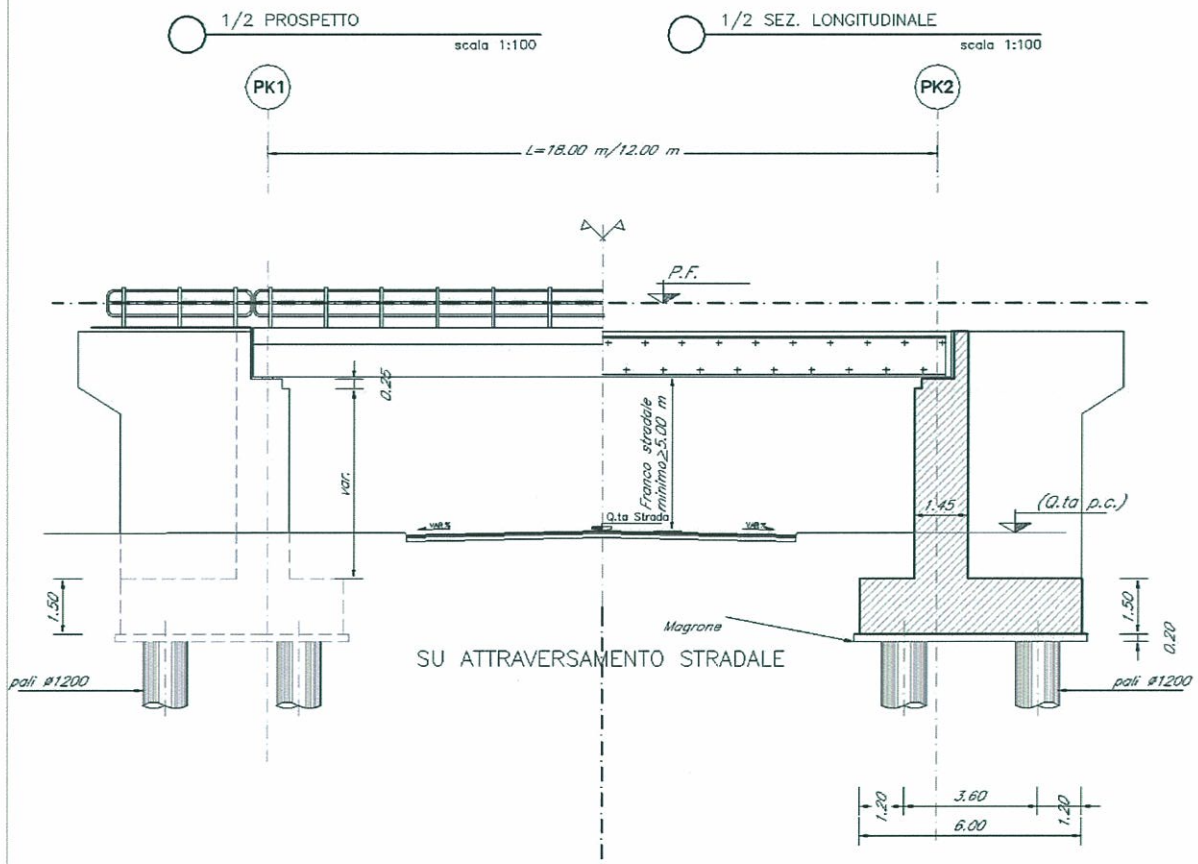 1/2 PROSPETTO
scala 1:100
1/2 SEZ. LONGITUDINALE
scala 1:100
PK1
PK2
L=18.00 m/12.00 m
P.F.
0.25
var.
Franco stradale
minimo≥5.00 m
Q.ta Strada
VAR%
VAR%
1.45
(Q.ta p.c.)
1.50
1.50
0.20
Magrone
SU ATTRAVERSAMENTO STRADALE
pali ø1200
pali ø1200
1.20
3.60
1.20
6.00